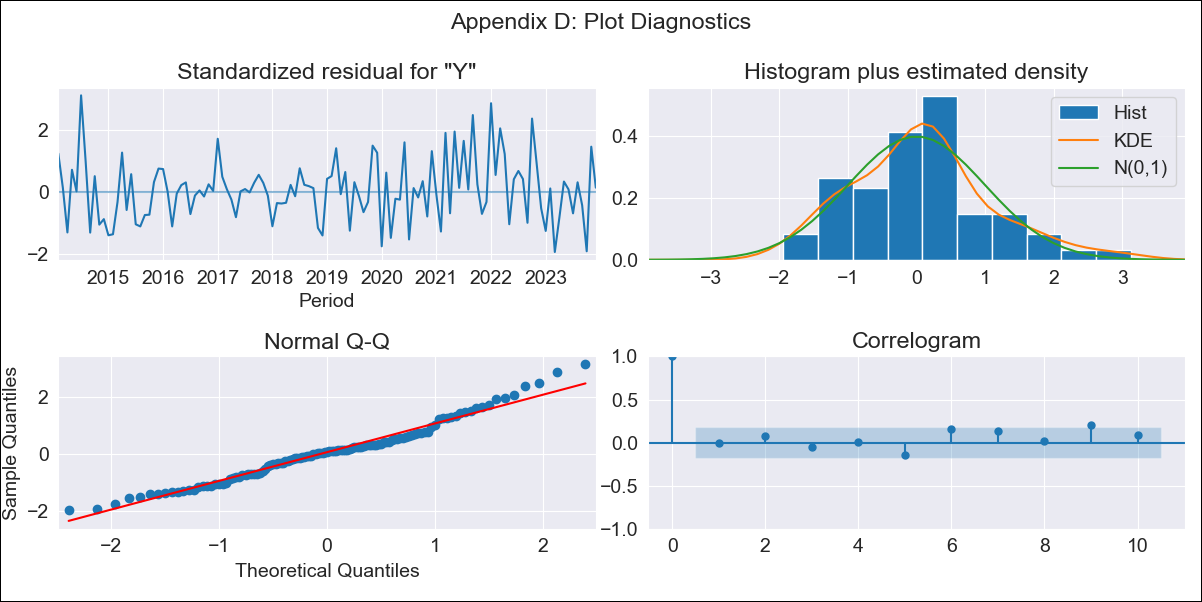 Appendix D: Plot Diagnostics
Standardized residual for "Y"
2
0
−2
2015 2016 2017 2018 2019 2020 2021 2022 2023
Period
Histogram plus estimated density
Hist
KDE
N(0,1)
0.4
0.2
0.0
−3 −2 −1 0 1 2 3
Normal Q-Q
Sample Quantiles
2
0
−2
−2 −1 0 1 2
Theoretical Quantiles
Correlogram
1.0
0.5
0.0
−0.5
−1.0
0 2 4 6 8 10